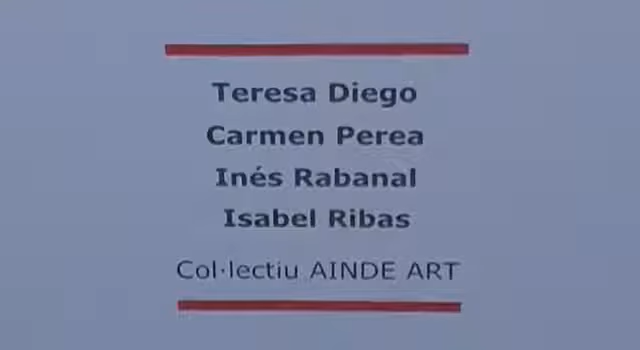 Teresa Diego
Carmen Perea
Inés Rabanal
Isabel Ribas
Col·lectiu AINDE ART